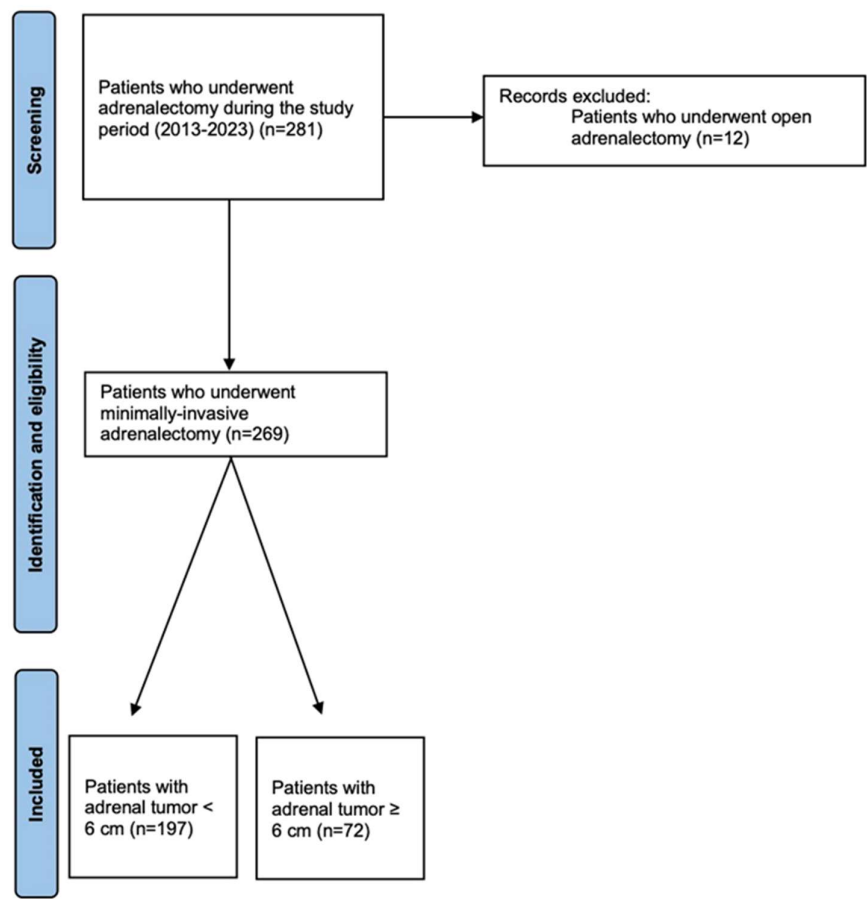 Screening
Patients who underwent
adrenalectomy during the study
period (2013-2023) (n=281)
Records excluded:
Patients who underwent open
adrenalectomy (n=12)
Identification and eligibility
Patients who underwent
minimally-invasive
adrenalectomy (n=269)
Included
Patients with
adrenal tumor <
6 cm (n=197)
Patients with
adrenal tumor ≥
6 cm (n=72)